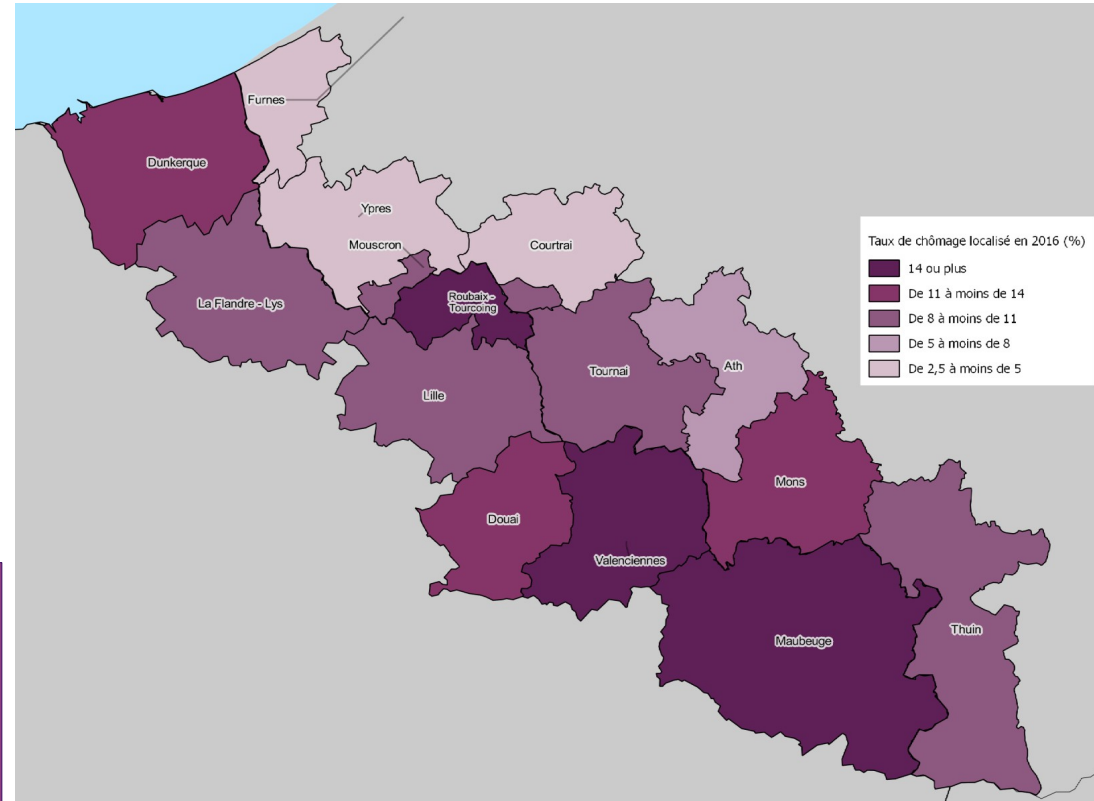 Furnes
Dunkerque
Ypres
Mouscron
Courtrai
Taux de chômage localisé en 2016 (%)
14 ou plus
De 11 à moins de 14
De 8 à moins de 11
De 5 à moins de 8
De 2,5 à moins de 5
La Flandre - Lys
Roubaix -
Tourcoing
Tournai
Ath
Lille
Mons
Douai
Valenciennes
Maubeuge
Thuin